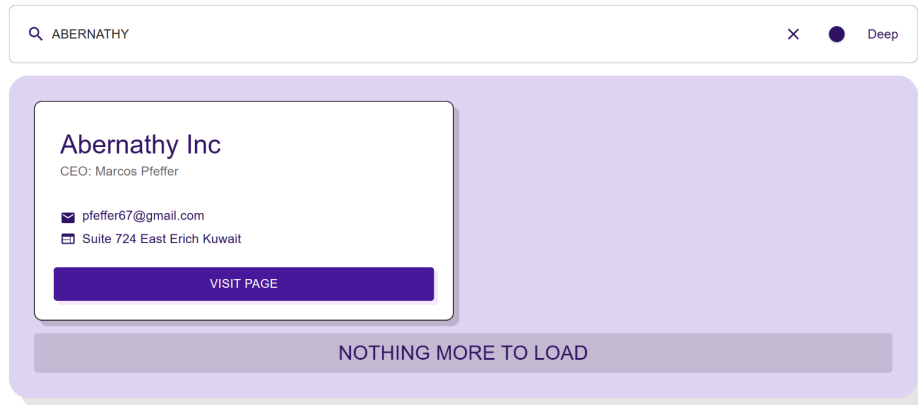 ABERNATHY
Deep
Abernathy Inc
CEO: Marcos Pfeffer
pfeffer67@gmail.com
Suite 724 East Erich Kuwait
VISIT PAGE
NOTHING MORE TO LOAD